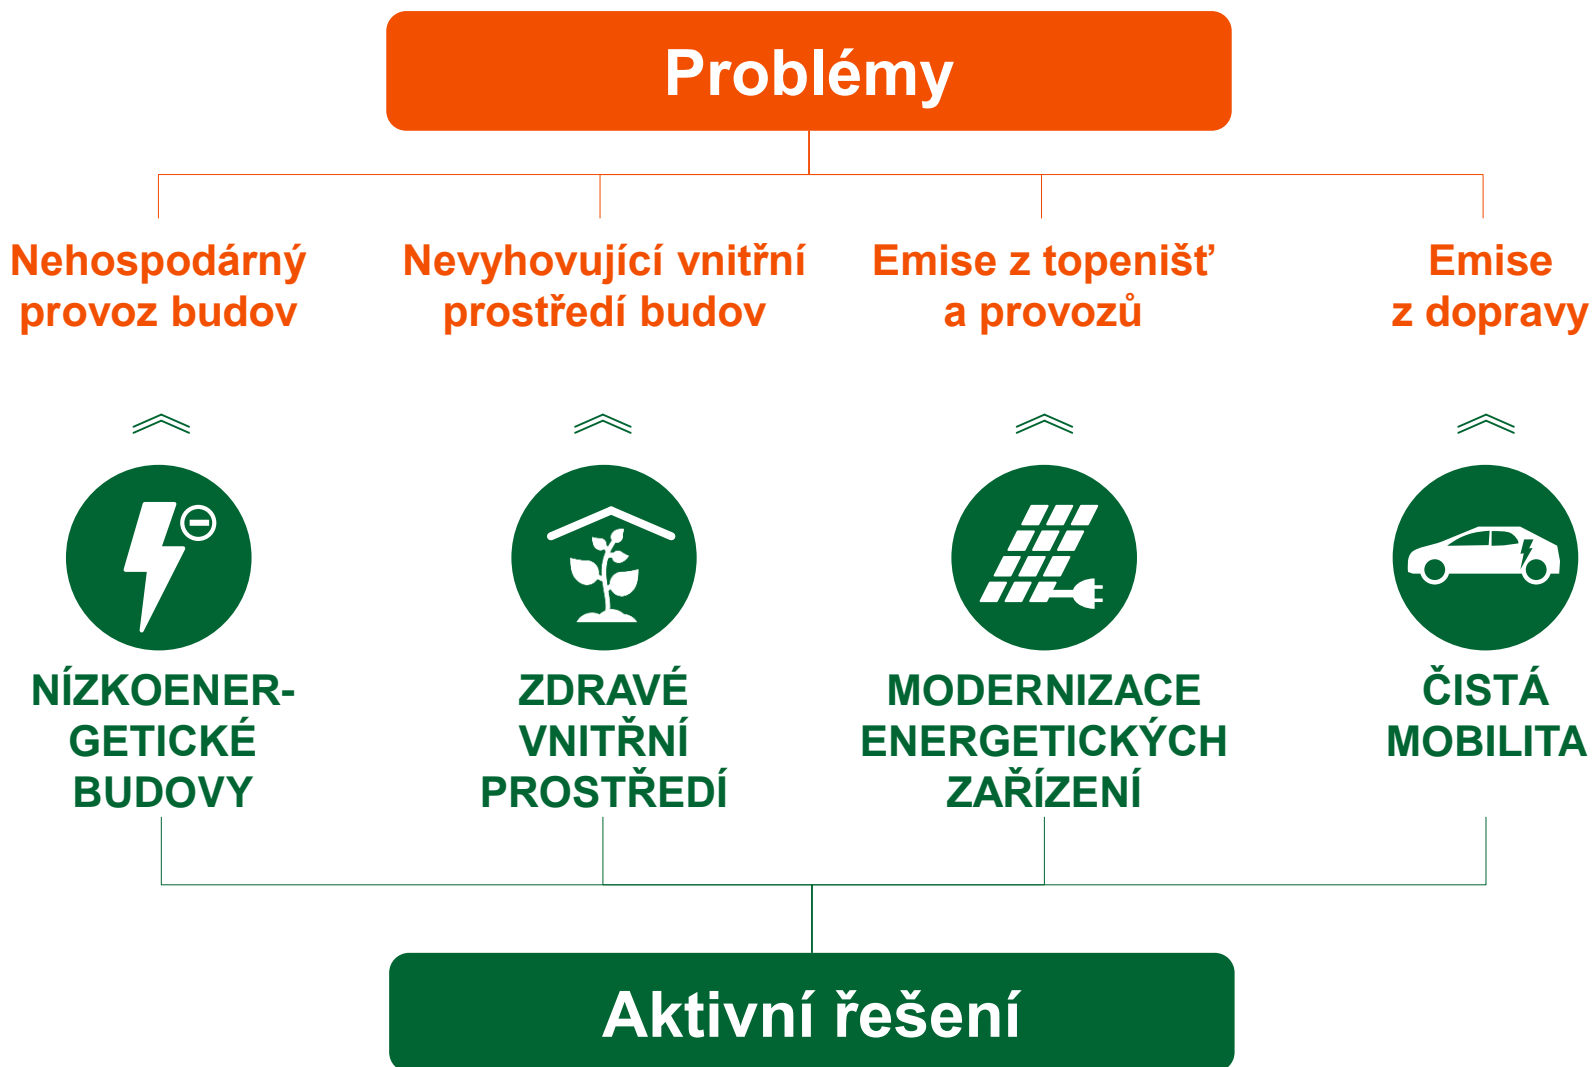 Problémy
Nehospodárný
provoz budov
Nevyhovující vnitřní
prostředí budov
Emise z topenišť
a provozů
Emise
z dopravy
NÍZKOENER-
GETICKÉ
BUDOVY
ZDRAVÉ
VNITŘNÍ
PROSTŘEDÍ
MODERNIZACE
ENERGETICKÝCH
ZAŘÍZENÍ
ČISTÁ
MOBILITA
Aktivní řešení